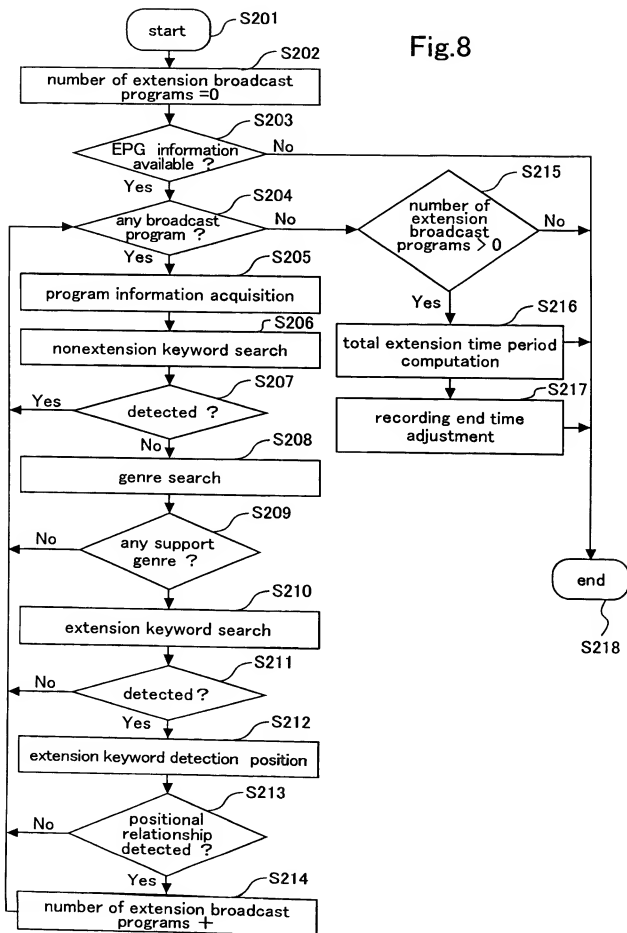 Fig.8
start
S201
S202
number of extension broadcast
programs =0
S203
EPG information
available ?
No
Yes
S204
any broadcast
program ?
No
Yes
S205
program information acquisition
S206
nonextension keyword search
S207
detected ?
Yes
No
S208
genre search
S209
any support
genre ?
No
S210
extension keyword search
S211
detected ?
No
Yes
S212
extension keyword detection position
S213
positional
relationship
detected ?
No
Yes
S214
number of extension broadcast
programs +
S215
number of
extension
broadcast
programs > 0
No
Yes
S216
total extension time period
computation
S217
recording end time
adjustment
end
S218